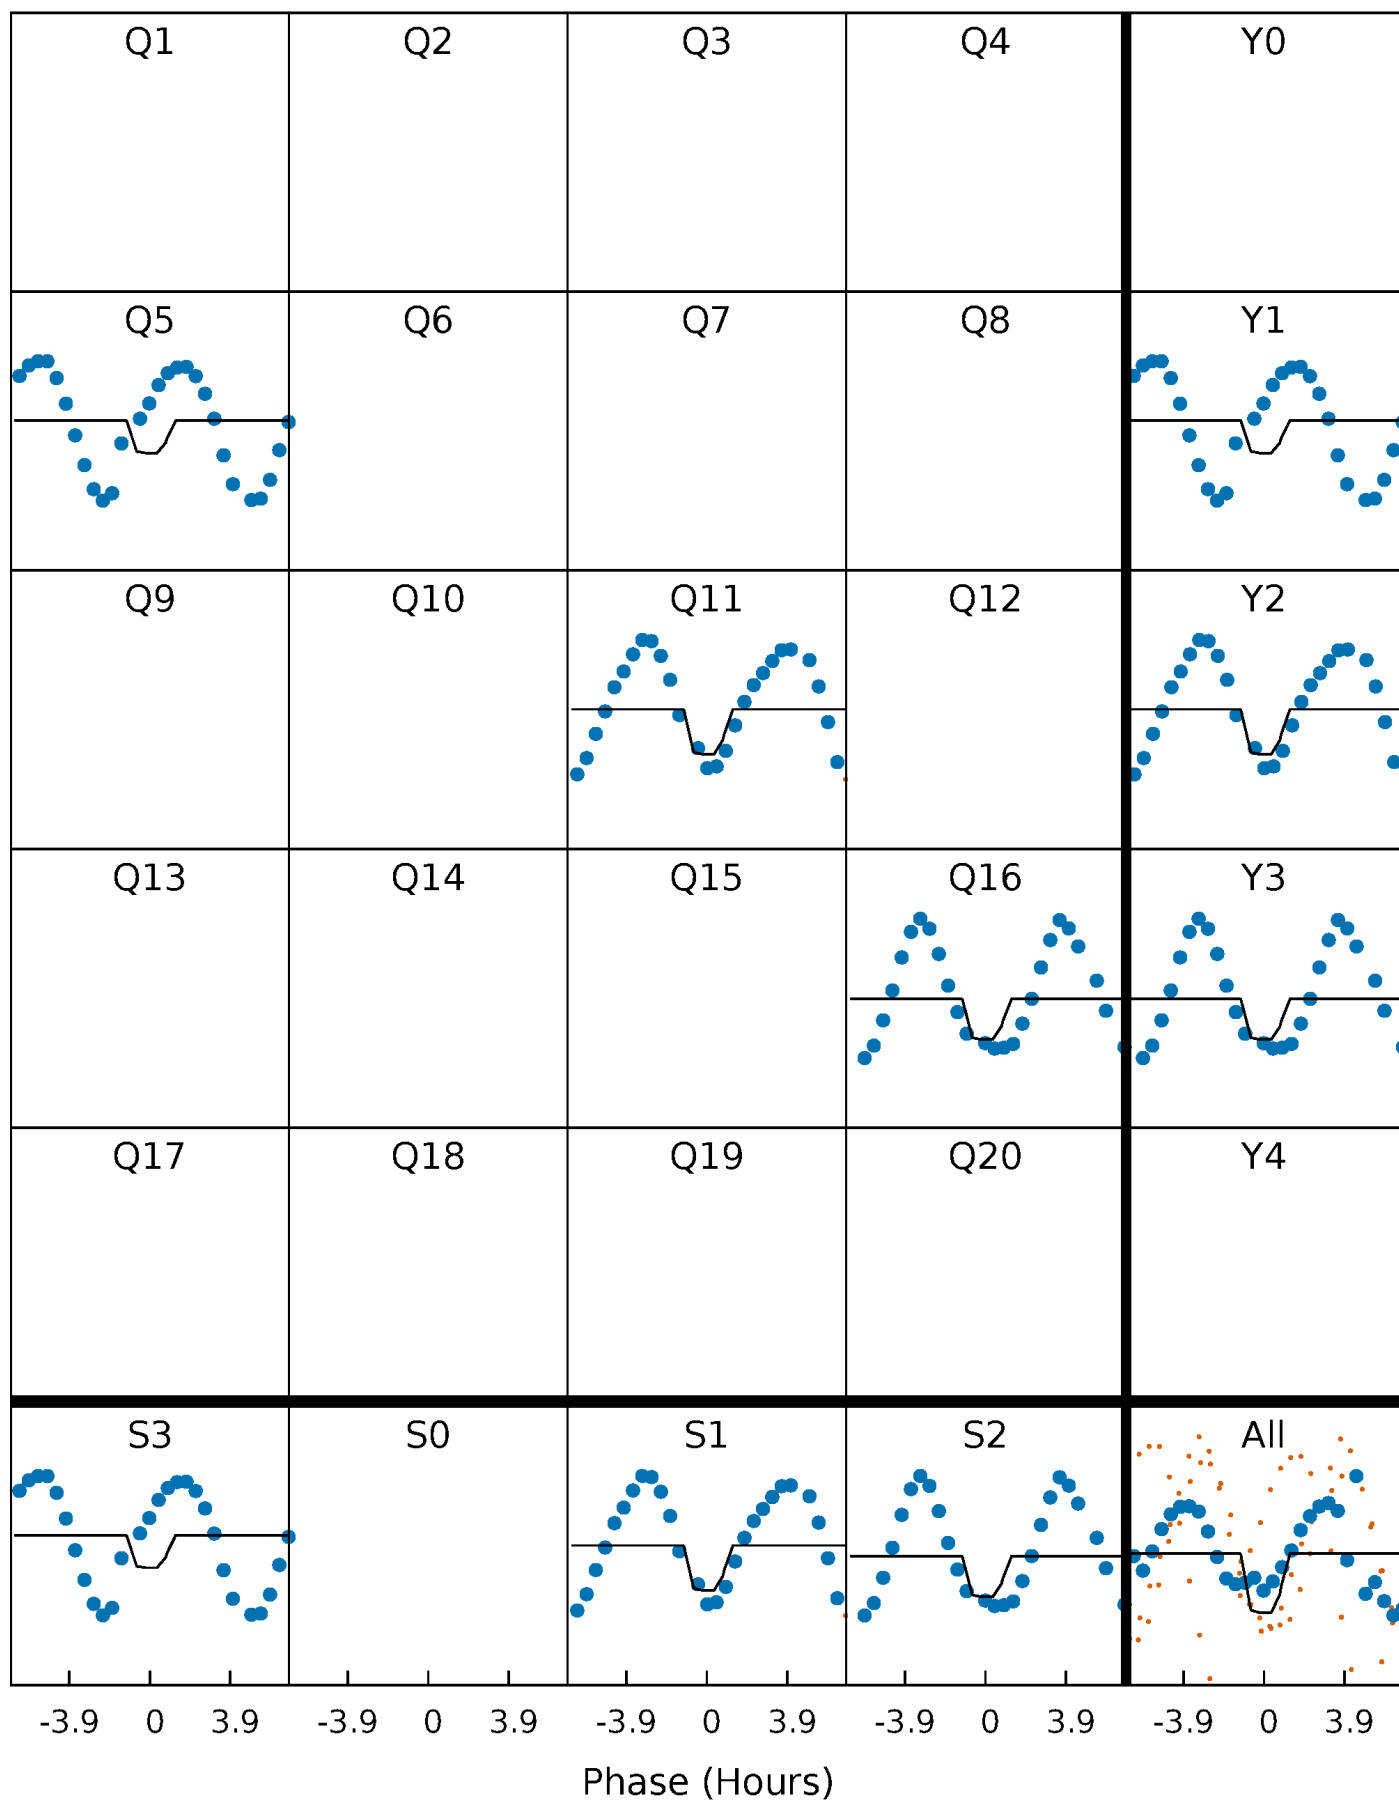 Q1 Q2 Q3 Q4 Y0
Q5 Q6 Q7 Q8 Y1
Q9 Q10 Q11 Q12 Y2
Q13 Q14 Q15 Q16 Y3
Q17 Q18 Q19 Q20 Y4
S3 S0 S1 S2 All
-3.9 0 3.9 -3.9 0 3.9 -3.9 0 3.9 -3.9 0 3.9 -3.9 0 3.9
Phase (Hours)